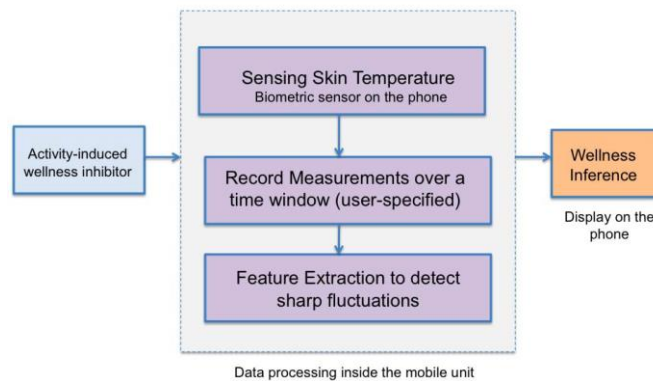 Sensing Skin Temperature
Biometric sensor on the phone
Activity-induced
wellness inhibitor
Record Measurements over a
time window (user-specified)
Feature Extraction to detect
sharp fluctuations
Wellness
Inference
Display on the
phone
Data processing inside the mobile unit